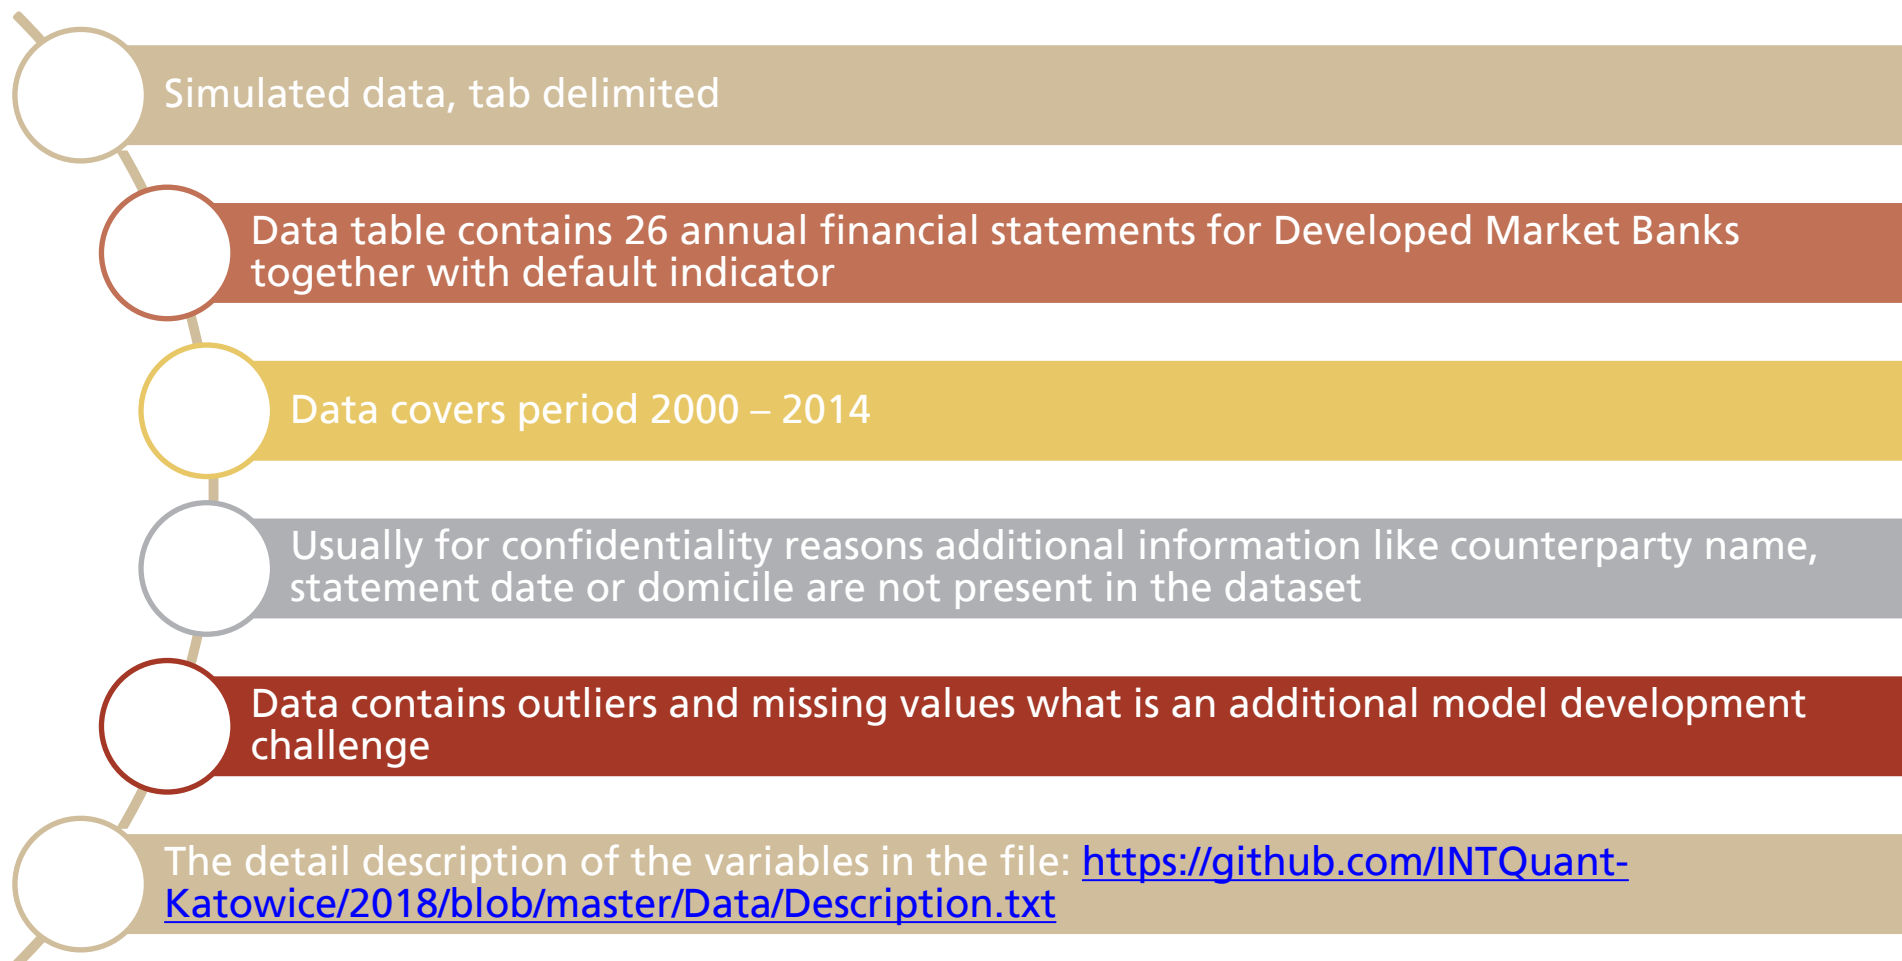 Simulated data, tab delimited
Data table contains 26 annual financial statements for Developed Market Banks
together with default indicator
Data covers period 2000 – 2014
Usually for confidentiality reasons additional information like counterparty name,
statement date or domicile are not present in the dataset
Data contains outliers and missing values what is an additional model development
challenge
The detail description of the variables in the file: https://github.com/INTQuant-
Katowice/2018/blob/master/Data/Description.txt